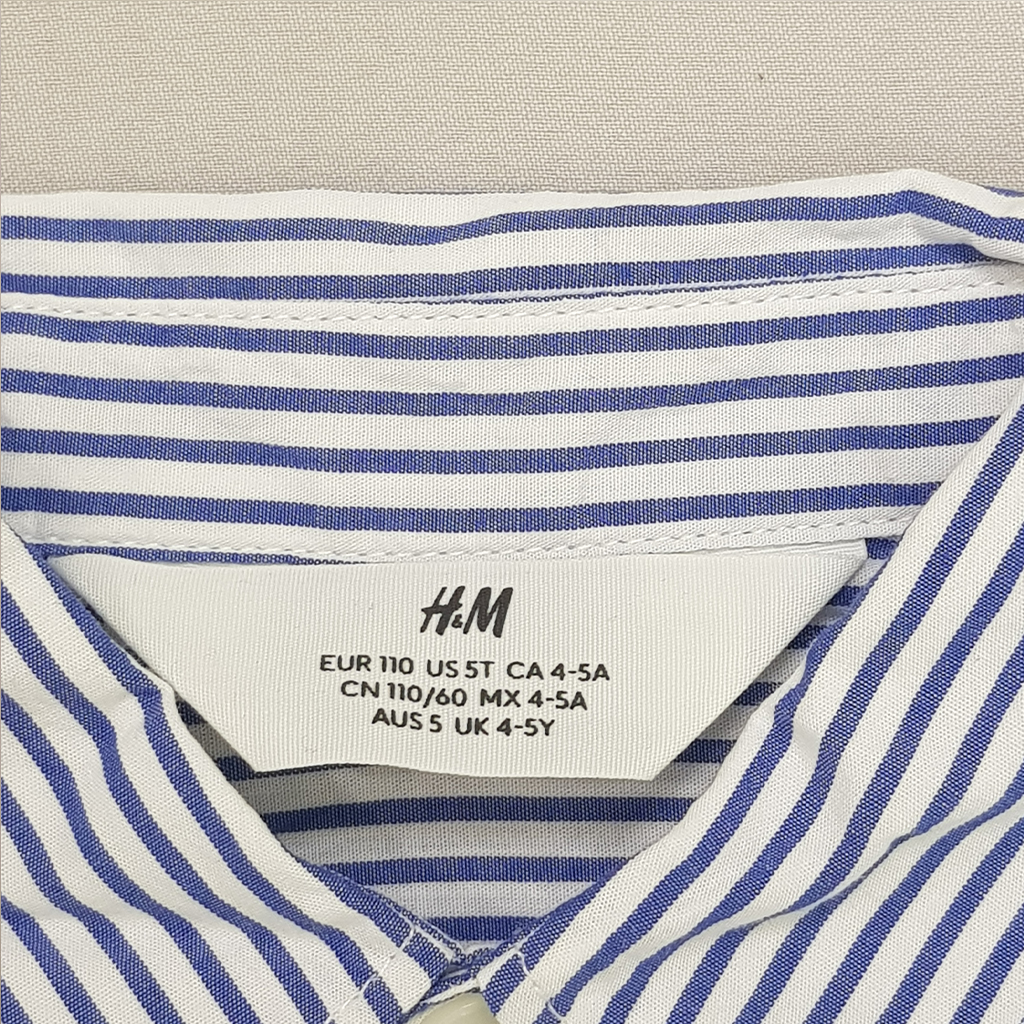 H&M
EUR 110 US 5T CA 4-5A
CN 110/60 MX 4-5A
AUS 5 UK 4-5Y